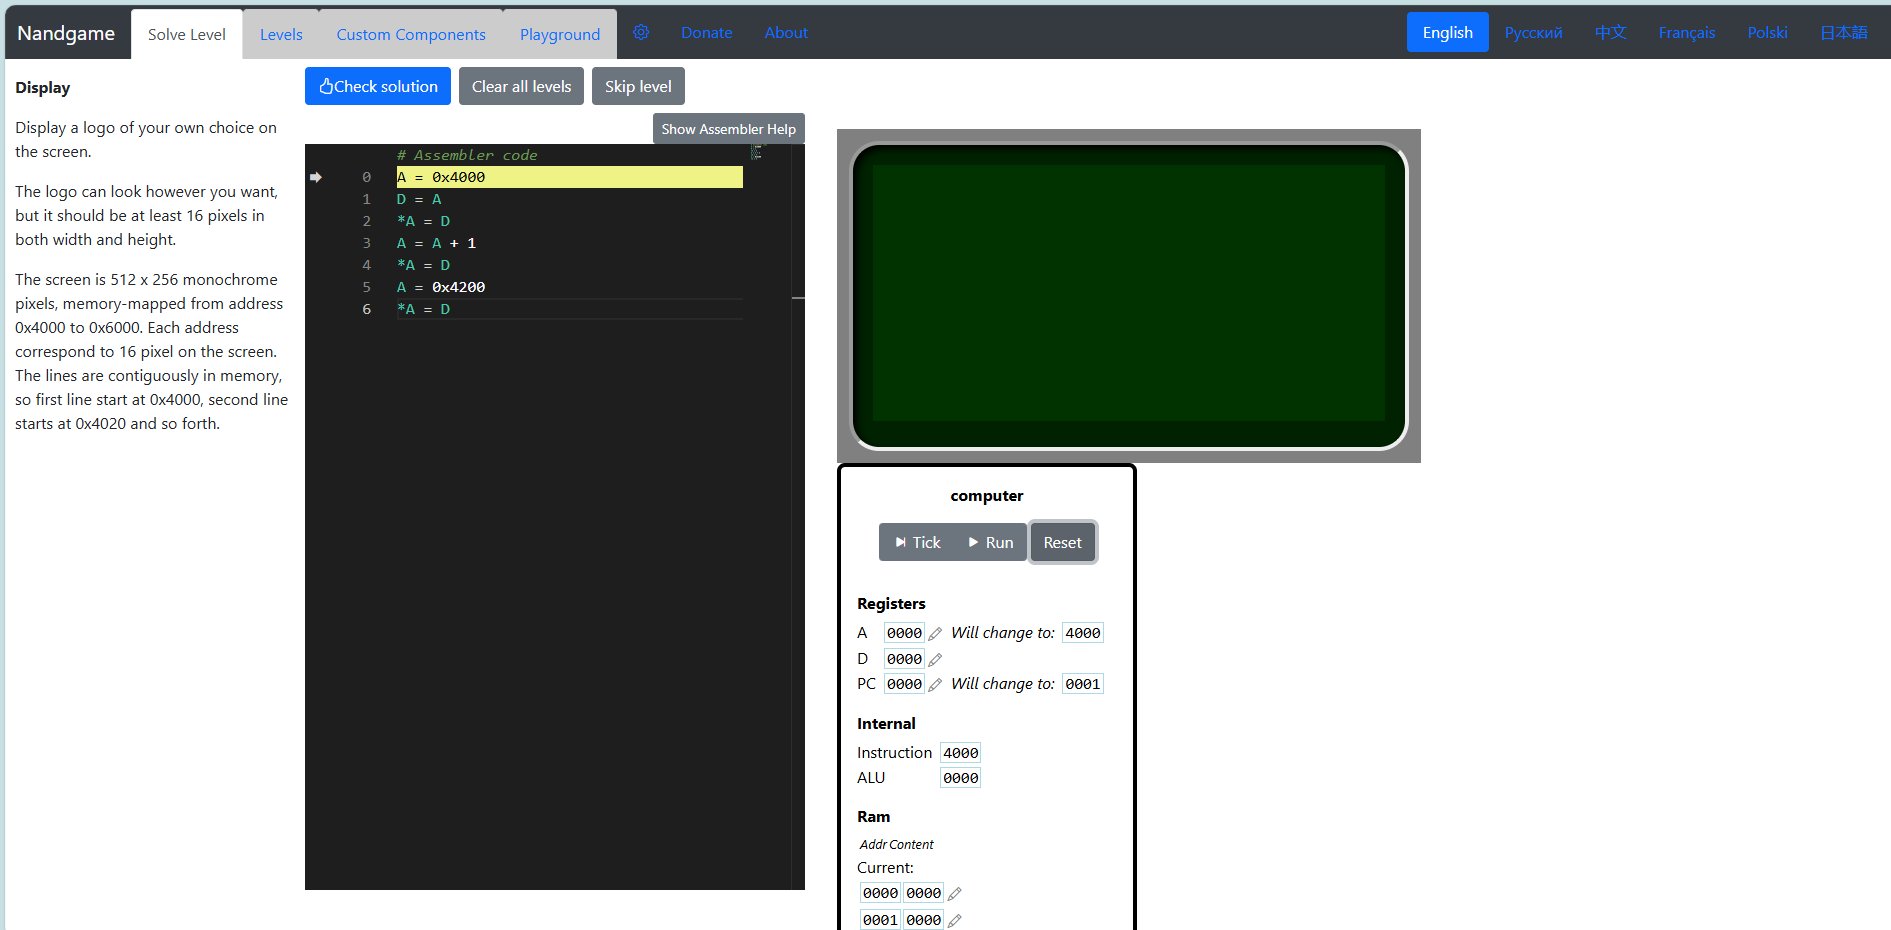 Nandgame Solve Level Levels Custom Components Playground Donate About English Русский 中文 Français Polski 日本語
Display
Display a logo of your own choice on
the screen.
The logo can look however you want,
but it should be at least 16 pixels in
both width and height.
The screen is 512 x 256 monochrome
pixels, memory-mapped from address
0x4000 to 0x6000. Each address
correspond to 16 pixel on the screen.
The lines are contiguously in memory,
so first line start at 0x4000, second line
starts at 0x4020 and so forth.
Check solution Clear all levels Skip level
Show Assembler Help
# Assembler code
0 A = 0x4000
1 D = A
2 *A = D
3 A = A + 1
4 *A = D
5 A = 0x4200
6 *A = D
computer
Tick Run Reset
Registers
A 0000 Will change to: 4000
D 0000
PC 0000 Will change to: 0001
Internal
Instruction 4000
ALU 0000
Ram
Addr Content
Current:
0000 0000
0001 0000